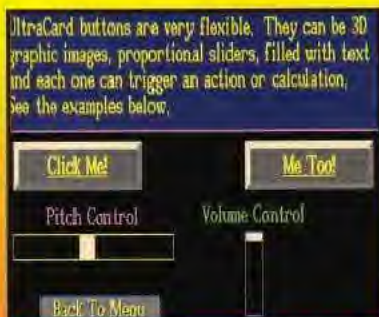 UltraCard buttons are very flexible. They can be 3D
graphic images, proportional sliders, filled with text
and each one can trigger an action or calculation.
See the examples below.
Click Me!
Me Too!
Pitch Control
Volume Control
Back To Menu